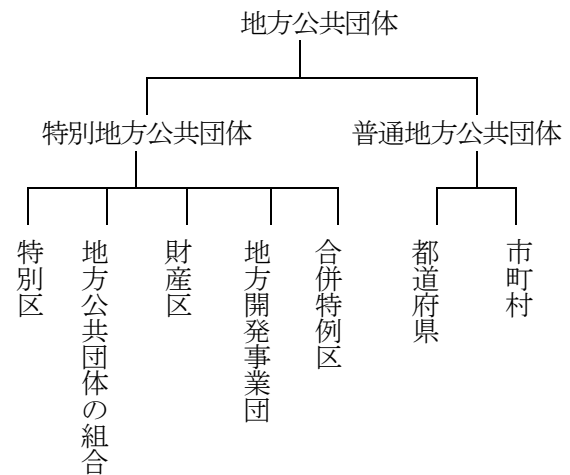 地方公共団体
特別地方公共団体
普通地方公共団体
特別区
地方公共団体の組合
財産区
地方開発事業団
合併特例区
都道府県
市町村